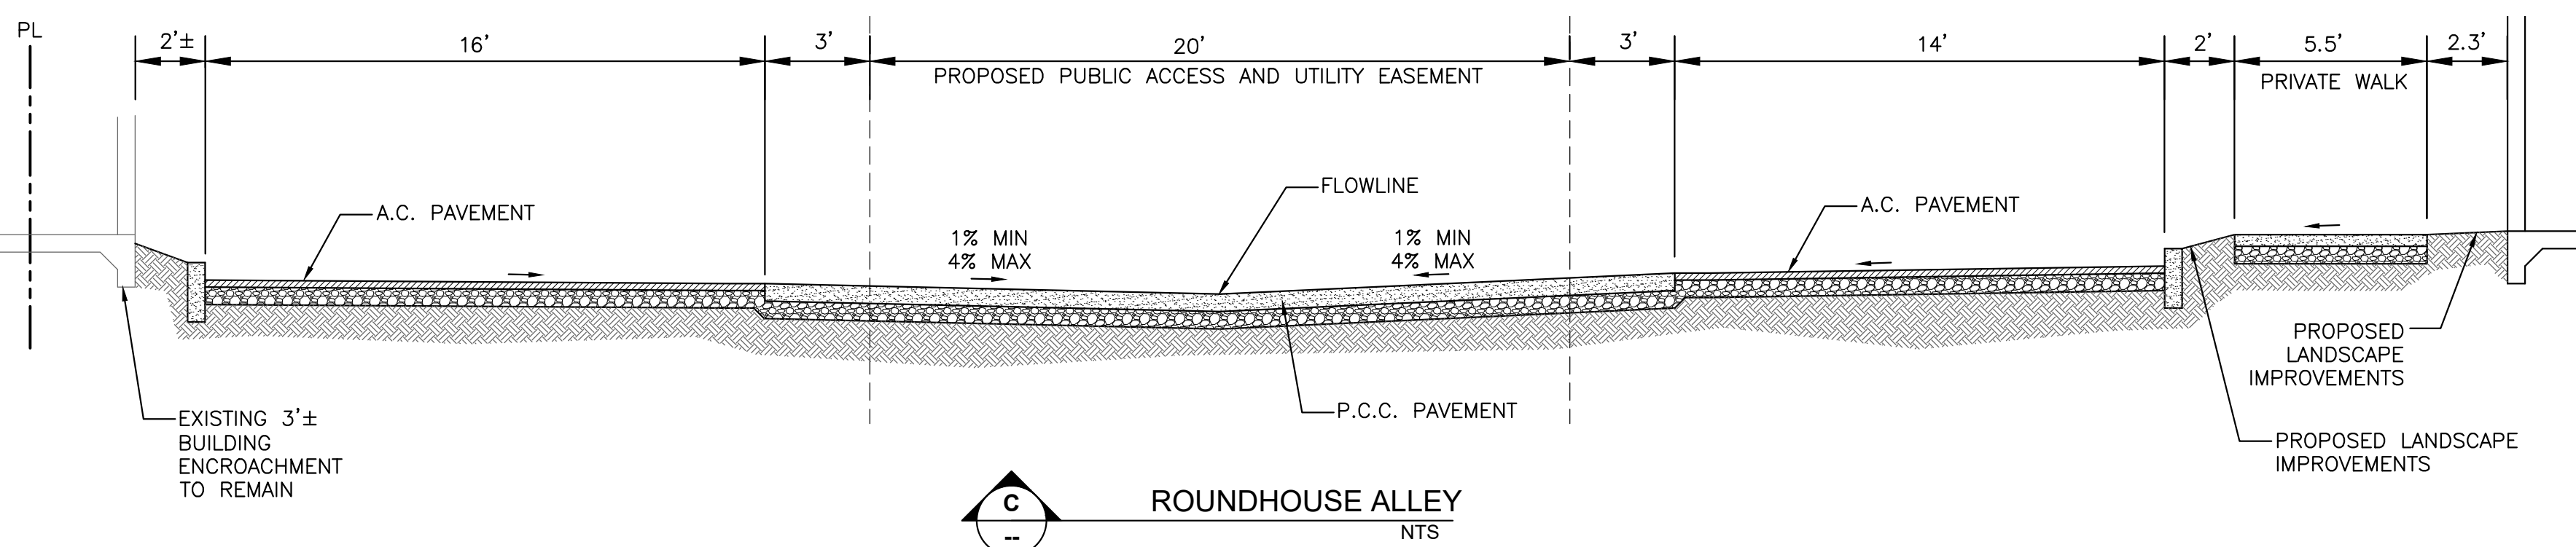 PL
2'±
16'
3'
20'
3'
14'
2'
5.5'
2.3'
PROPOSED PUBLIC ACCESS AND UTILITY EASEMENT
PRIVATE WALK
FLOWLINE
A.C. PAVEMENT
A.C. PAVEMENT
1% MIN
4% MAX
1% MIN
4% MAX
PROPOSED
LANDSCAPE
IMPROVEMENTS
EXISTING 3'±
BUILDING
ENCROACHMENT
TO REMAIN
P.C.C. PAVEMENT
PROPOSED LANDSCAPE
IMPROVEMENTS
C
--
ROUNDHOUSE ALLEY
NTS